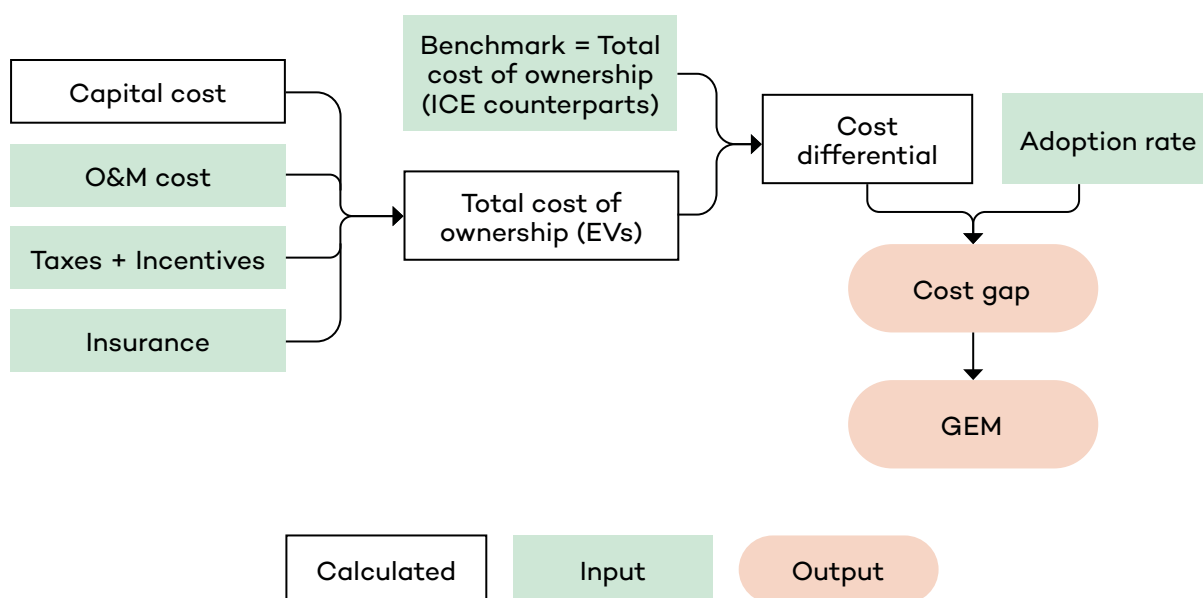 Capital cost
O&M cost
Taxes + Incentives
Insurance
Benchmark = Total
cost of ownership
(ICE counterparts)
Total cost of
ownership (EVs)
Cost
differential
Adoption rate
Cost gap
GEM
Calculated
Input
Output